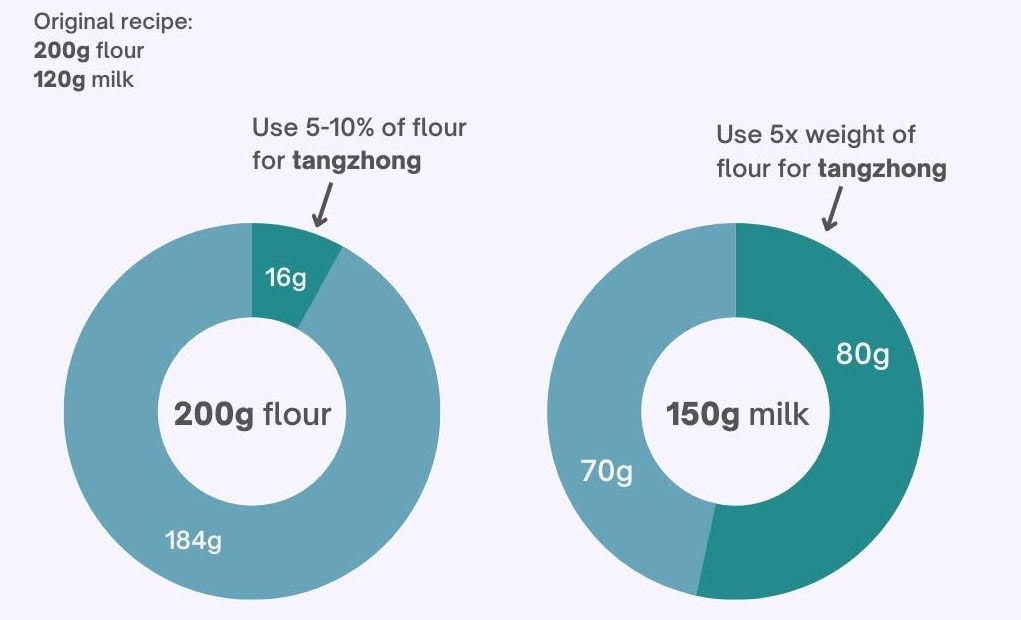 Original recipe:
200g flour
120g milk
Use 5-10% of flour
for tangzhong
Use 5x weight of
flour for tangzhong
16g
200g flour
184g
80g
150g milk
70g